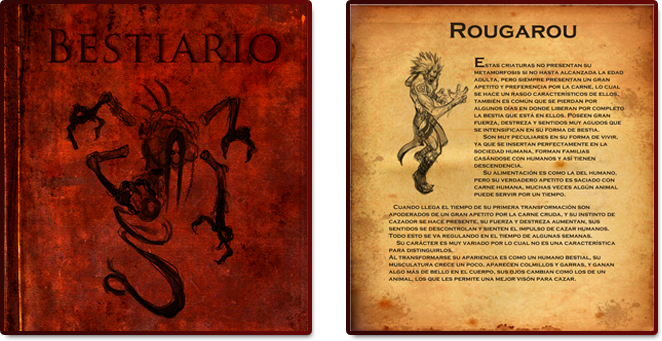 Bestiario
Rougarou
Estas criaturas no presentan su
metamorfosis si no hasta alcanzada la edad
adulta, pero siempre presentan un gran
apetito y preferencia por la carne, lo cual
se hace un rasgo característicos de ellos.
También es común que se pierdan por
algunos días en donde liberan por completo
la bestia que está en ellos. Poseen gran
fuerza, destreza y sentidos muy agudos que
se intensifican en su forma de bestia.
Son muy peculiares en su forma de vivir,
ya que se insertan perfectamente en la
sociedad humana, forman familias
casándose con humanos y así tienen
descendencia.
Su alimentación es como la del humano,
pero su verdadero apetito es saciado con
carne humana, muchas veces algún animal
puede servir por un tiempo.
Cuando llega el tiempo de su primera transformación son
apoderados de un gran apetito por la carne cruda, y su instinto de
cazador se hace presente, su fuerza y destreza aumentan, sus
sentidos se descontrolan y sienten el impulso de cazar humanos.
Todo esto se va regulando en el tiempo de algunas semanas.
Su carácter es muy variado por lo cual no es una característica
para distinguirlos.
Al transformarse su apariencia es como un humano bestial, su
musculatura crece un poco, aparecen colmillos y garras, y ganan
algo más de bello en el cuerpo, sus ojos cambian como los de un
animal, los que les permite una mejor visón para cazar.